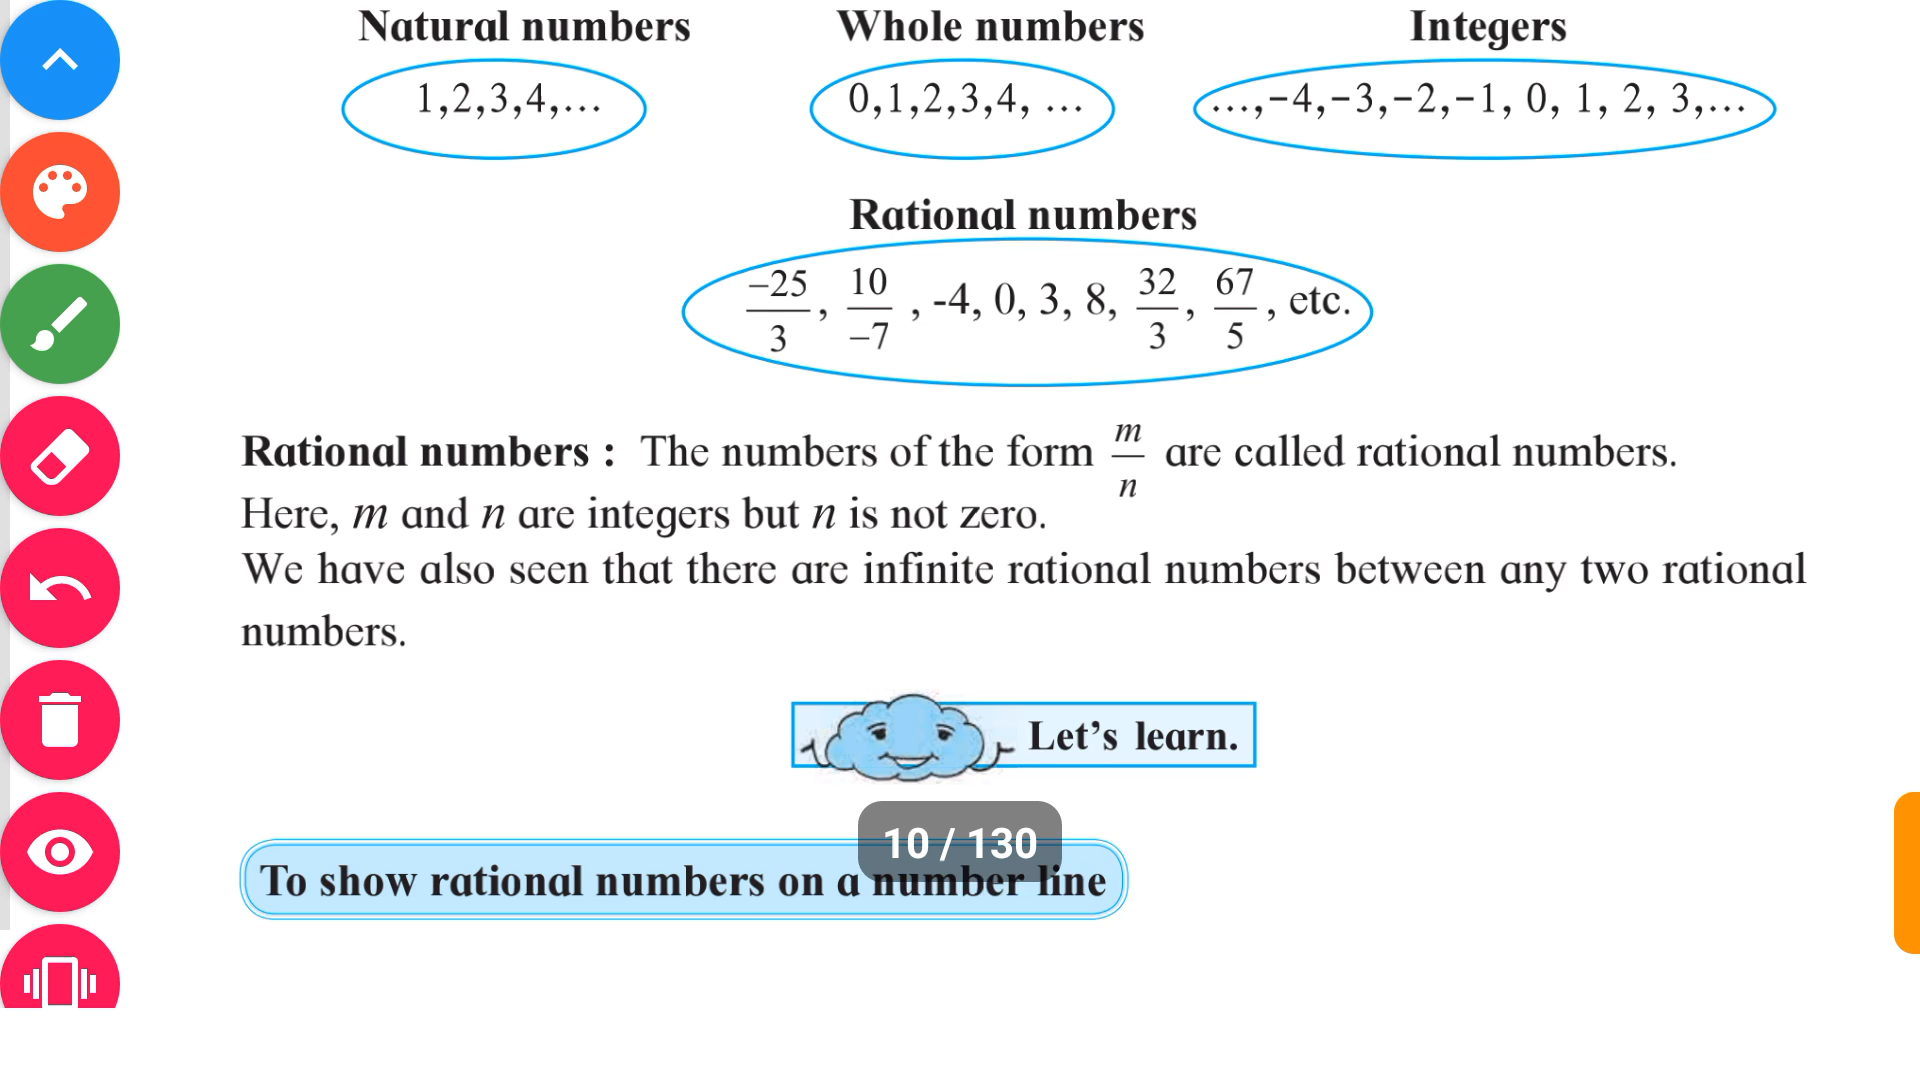 Natural numbers Whole numbers Integers
1,2,3,4,... 0,1,2,3,4, ... ...,−4,−3,−2,−1, 0, 1, 2, 3,...
Rational numbers
−25/3, 10/−7 , -4, 0, 3, 8, 32/3, 67/5, etc.
Rational numbers : The numbers of the form m/n are called rational numbers.
Here, m and n are integers but n is not zero.
We have also seen that there are infinite rational numbers between any two rational
numbers.
Let’s learn.
10 / 130
To show rational numbers on a number line